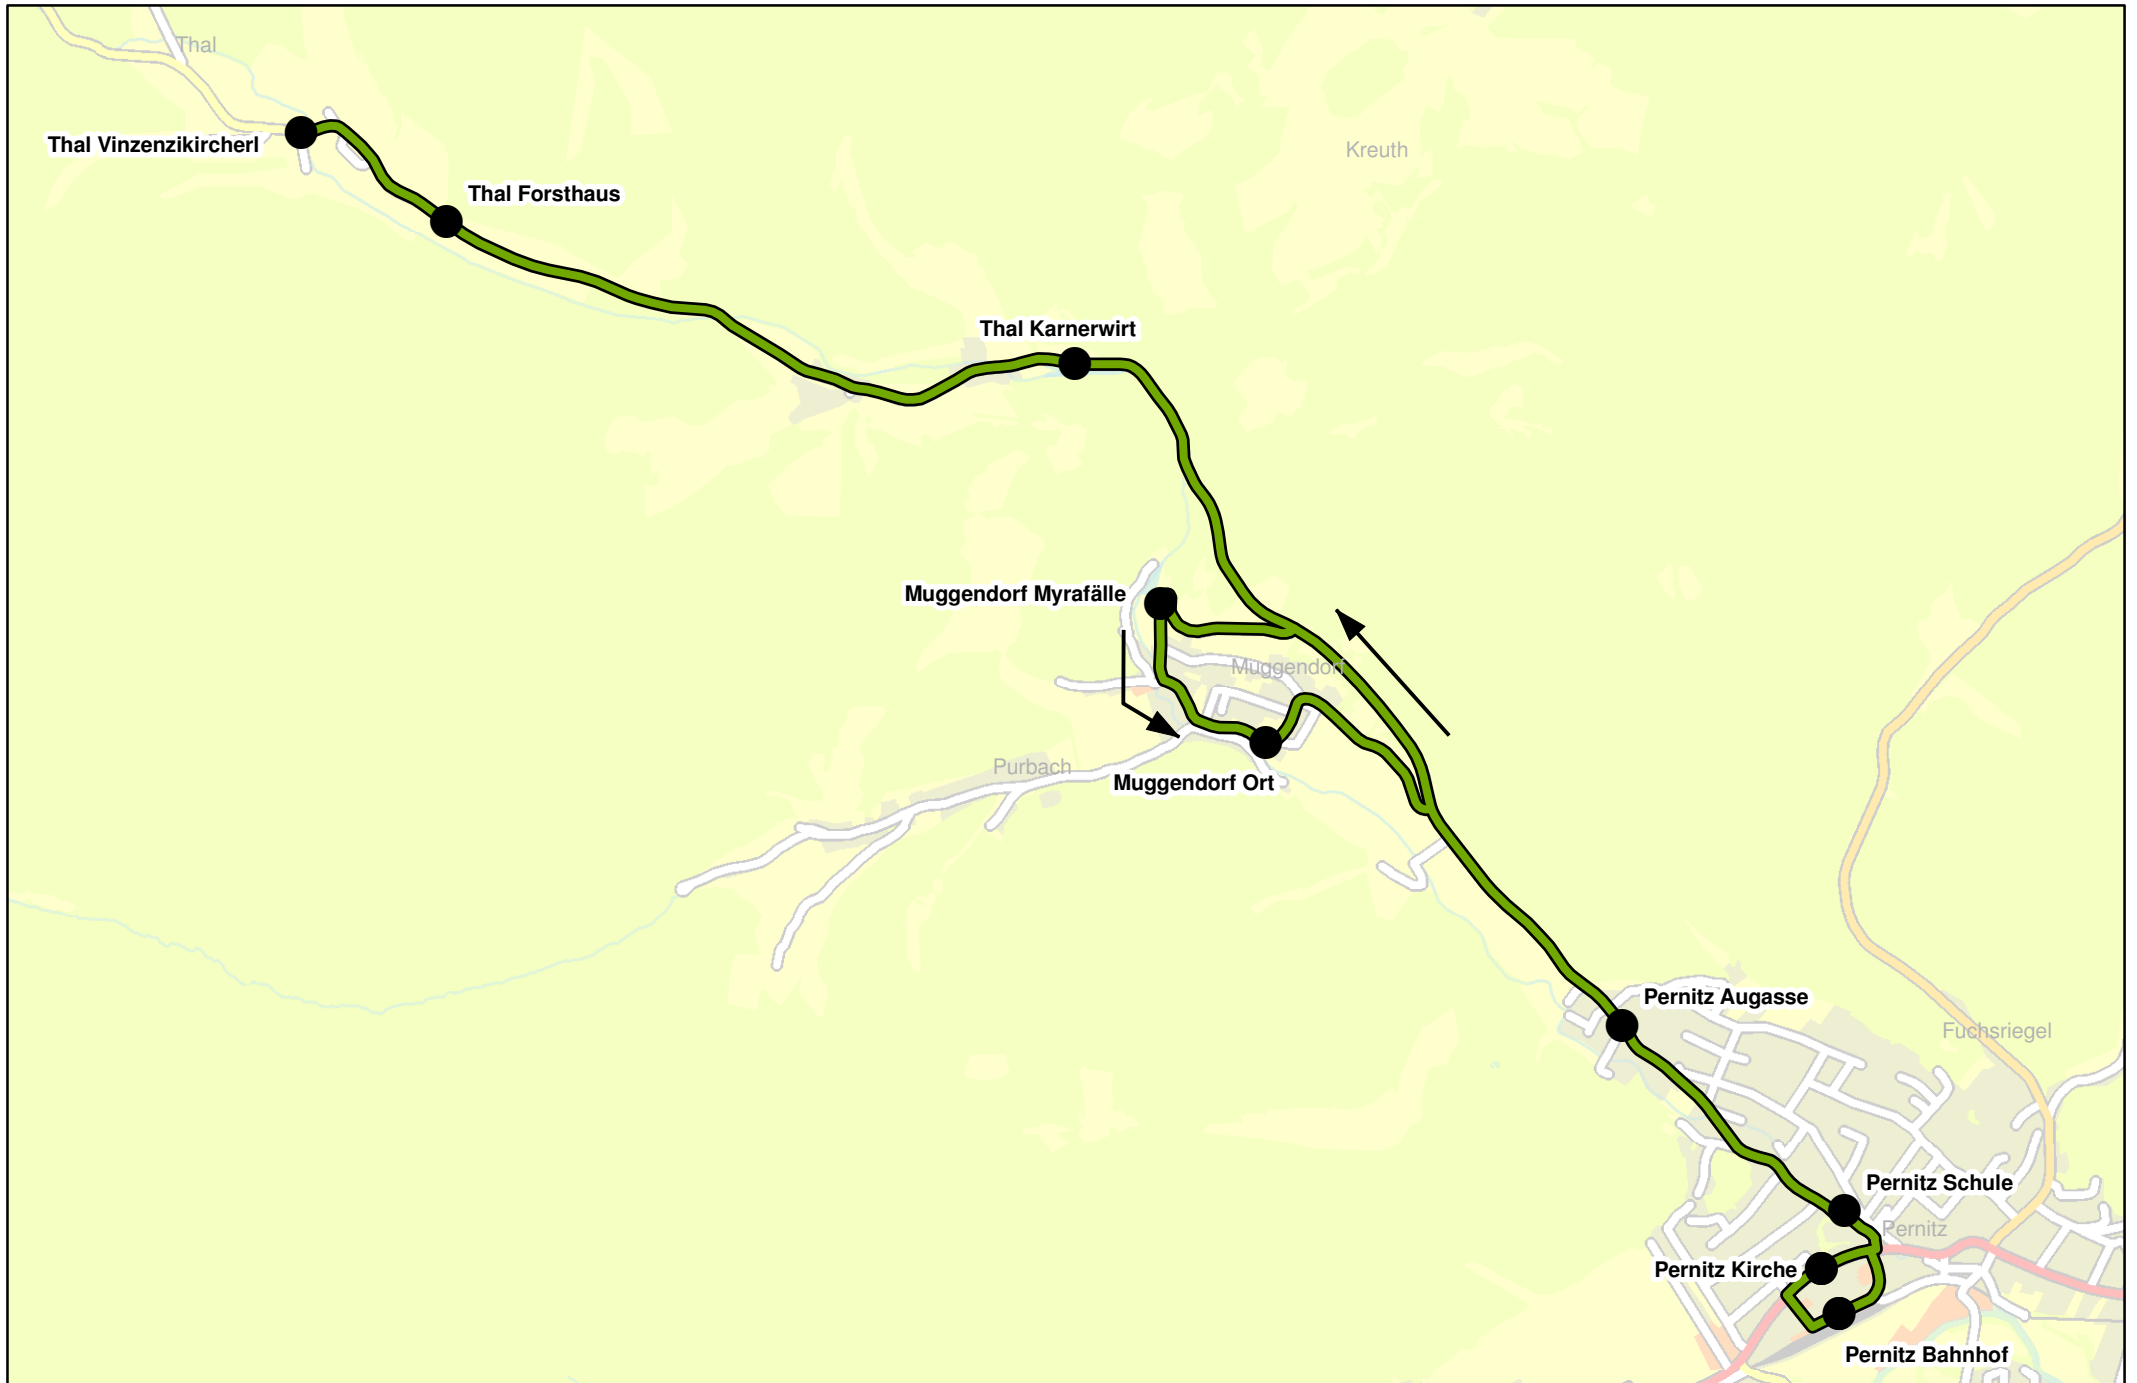 Thal
Thal Vinzenzikircherl
Kreuth
Thal Forsthaus
Thal Karnerwirt
Muggendorf Myrafälle
Muggendorf
Purbach
Muggendorf Ort
Pernitz Augasse
Fuchsriegel
Pernitz Schule
Pernitz
Pernitz Kirche
Pernitz Bahnhof